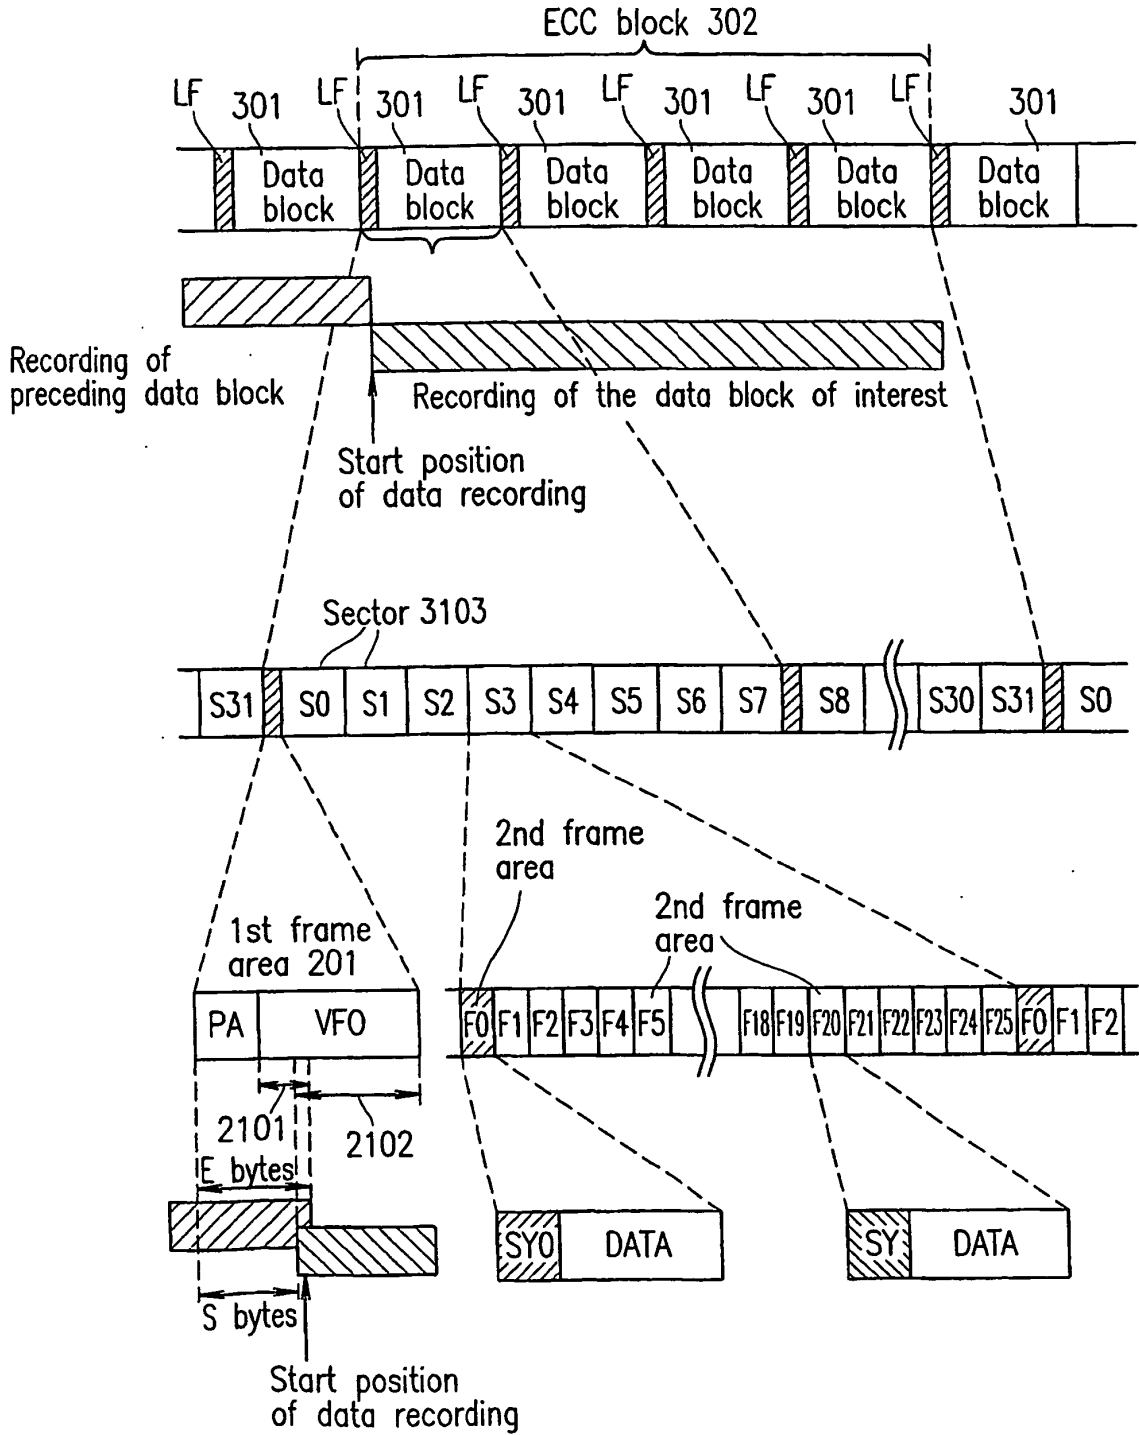 ECC block 302
LF 301 LF 301 LF 301 LF 301 LF 301 LF 301
Data block Data block Data block Data block Data block Data block
Recording of
preceding data block
Recording of the data block of interest
Start position
of data recording
Sector 3103
S31 S0 S1 S2 S3 S4 S5 S6 S7 S8 S30 S31 S0
2nd frame
area
2nd frame
area
1st frame
area 201
PA VFO
F0 F1 F2 F3 F4 F5 F18 F19 F20 F21 F22 F23 F24 F25 F0 F1 F2
2101
2102
E bytes
SY0 DATA
SY DATA
S bytes
Start position
of data recording